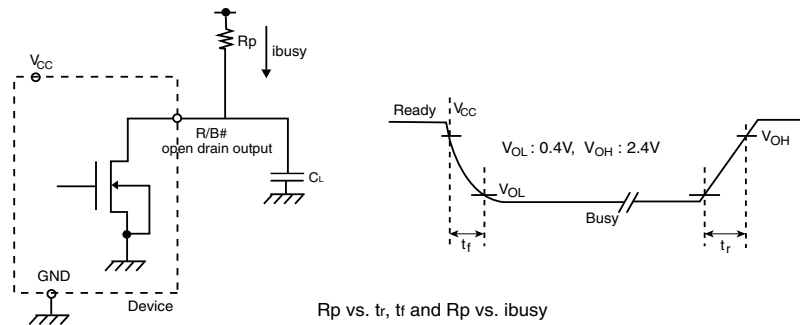 Rp
ibusy
VCC
R/B#
open drain output
CL
GND
Device
Ready
VCC
VOL : 0.4V, VOH : 2.4V
VOH
VOL
Busy
tf
tr
Rp vs. tr, tf and Rp vs. ibusy